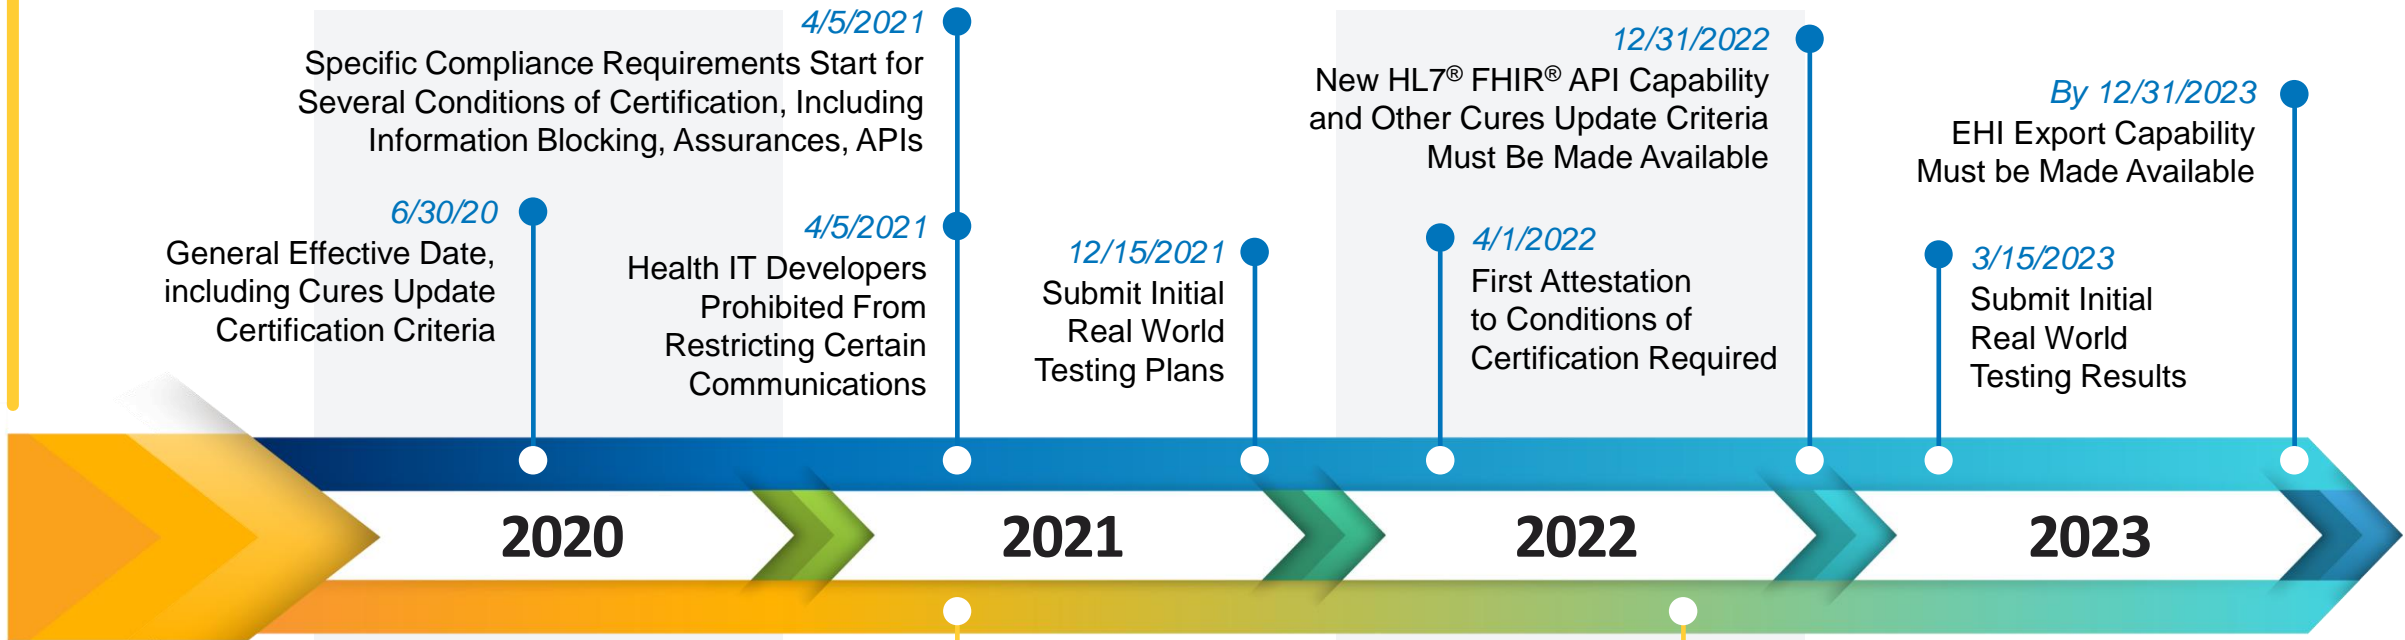 4/5/2021
Specific Compliance Requirements Start for
Several Conditions of Certification, Including
Information Blocking, Assurances, APIs
6/30/20
General Effective Date,
including Cures Update
Certification Criteria
4/5/2021
Health IT Developers
Prohibited From
Restricting Certain
Communications
12/15/2021
Submit Initial
Real World
Testing Plans
12/31/2022
New HL7® FHIR® API Capability
and Other Cures Update Criteria
Must Be Made Available
4/1/2022
First Attestation
to Conditions of
Certification Required
By 12/31/2023
EHI Export Capability
Must be Made Available
3/15/2023
Submit Initial
Real World
Testing Results
2020
2021
2022
2023